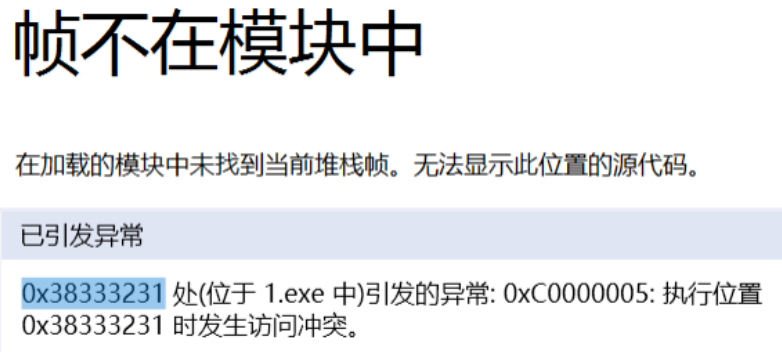 帧不在模块中
在加载的模块中未找到当前堆栈帧。无法显示此位置的源代码。
已引发异常
0x38333231 处(位于 1.exe 中)引发的异常: 0xC0000005: 执行位置
0x38333231 时发生访问冲突。